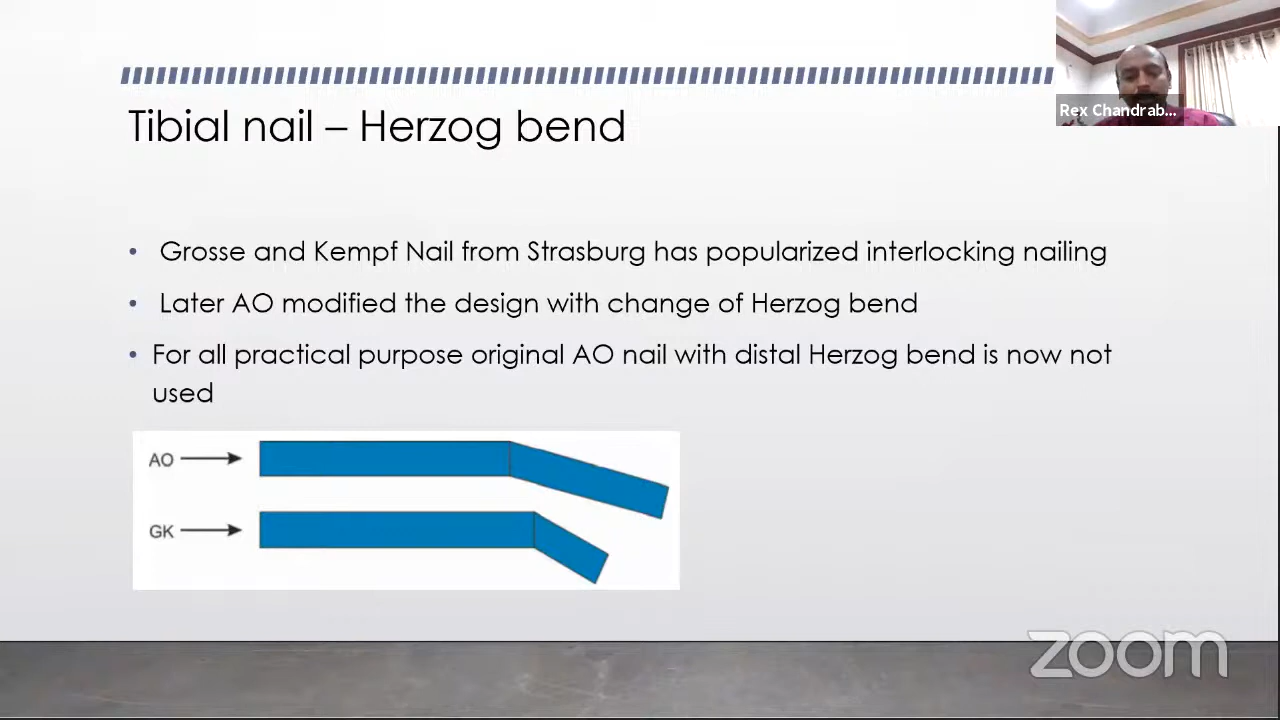 Rex Chandrab...
Tibial nail – Herzog bend
• Grosse and Kempf Nail from Strasburg has popularized interlocking nailing
• Later AO modified the design with change of Herzog bend
• For all practical purpose original AO nail with distal Herzog bend is now not
used
AO
GK
zoom